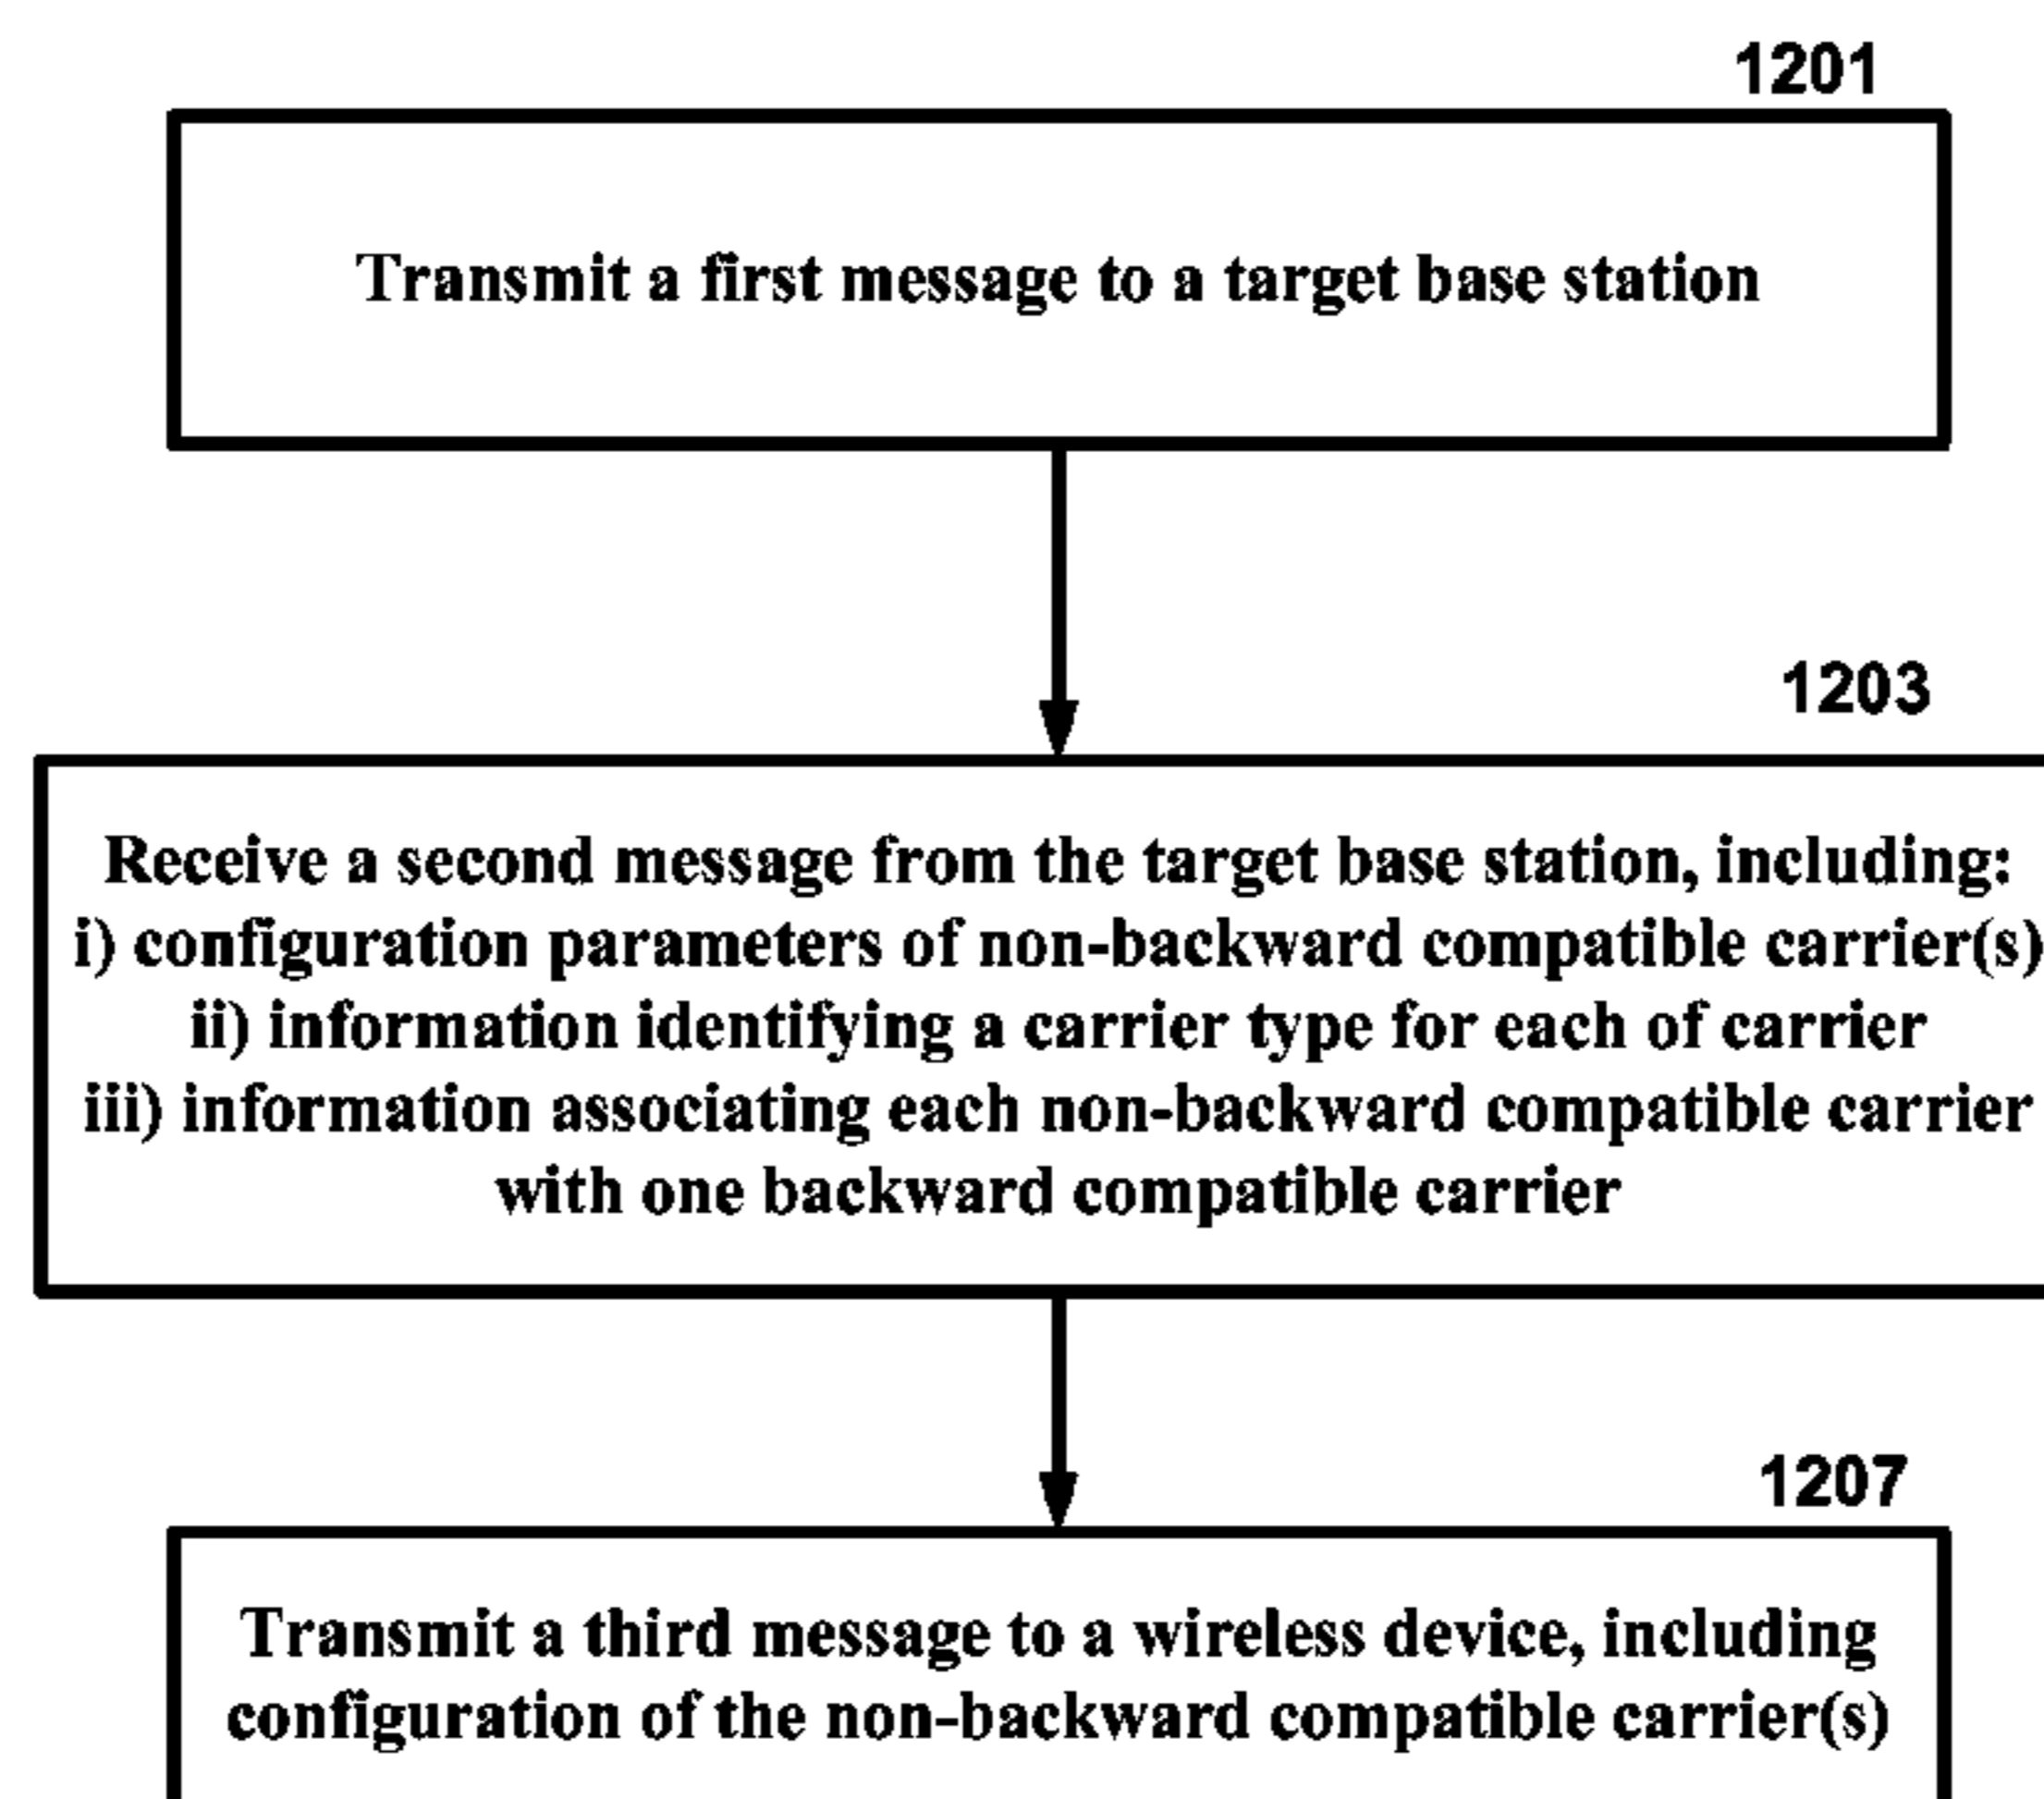 1201
Transmit a first message to a target base station
1203
Receive a second message from the target base station, including:
i) configuration parameters of non-backward compatible carrier(s)
ii) information identifying a carrier type for each of carrier
iii) information associating each non-backward compatible carrier
with one backward compatible carrier
1207
Transmit a third message to a wireless device, including
configuration of the non-backward compatible carrier(s)